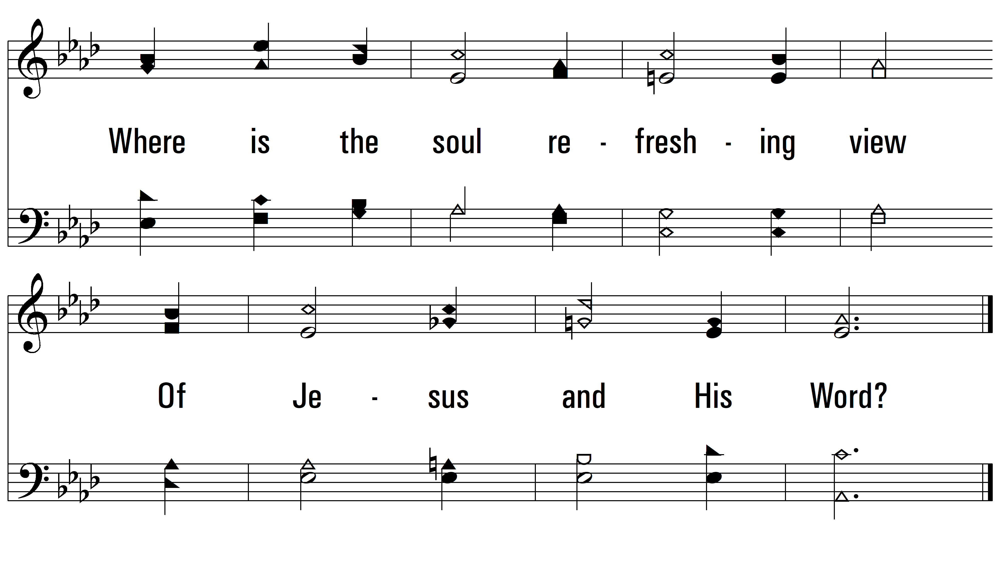 Where is the soul re - fresh - ing view
Of Je - sus and His Word?